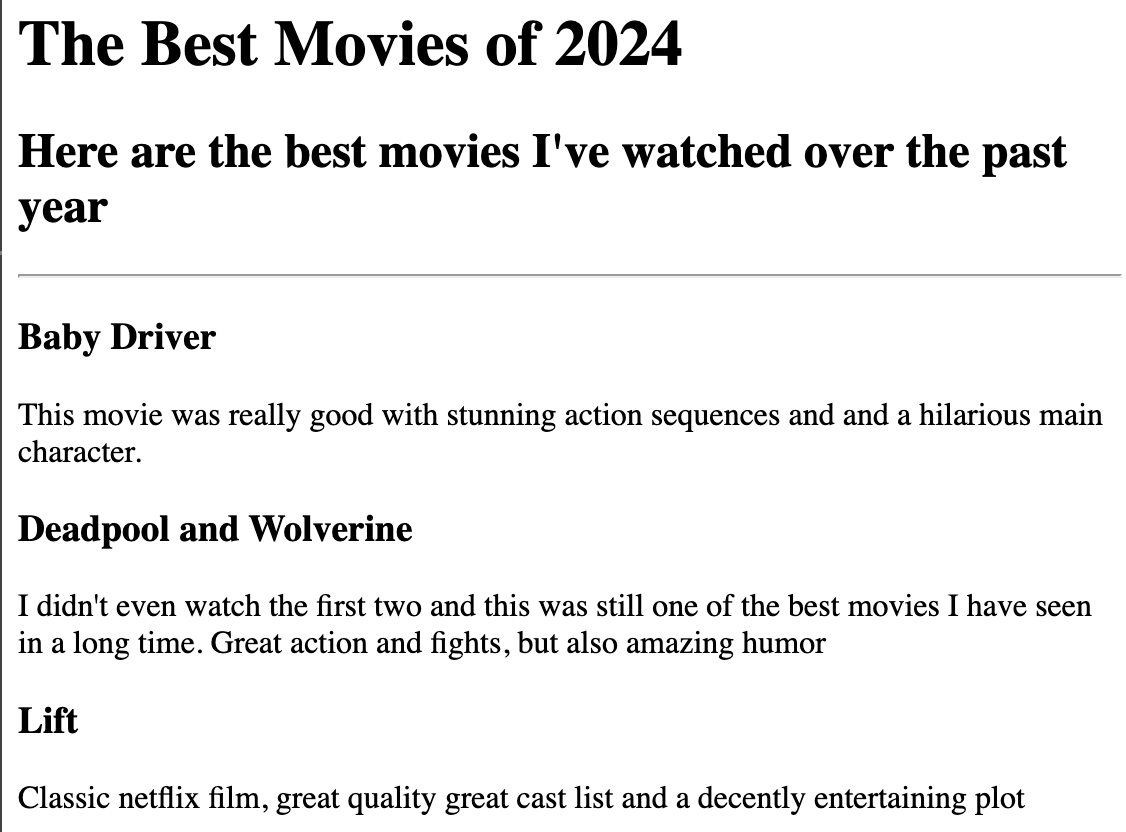 The Best Movies of 2024
Here are the best movies I've watched over the past
year
Baby Driver
This movie was really good with stunning action sequences and and a hilarious main
character.
Deadpool and Wolverine
I didn't even watch the first two and this was still one of the best movies I have seen
in a long time. Great action and fights, but also amazing humor
Lift
Classic netflix film, great quality great cast list and a decently entertaining plot